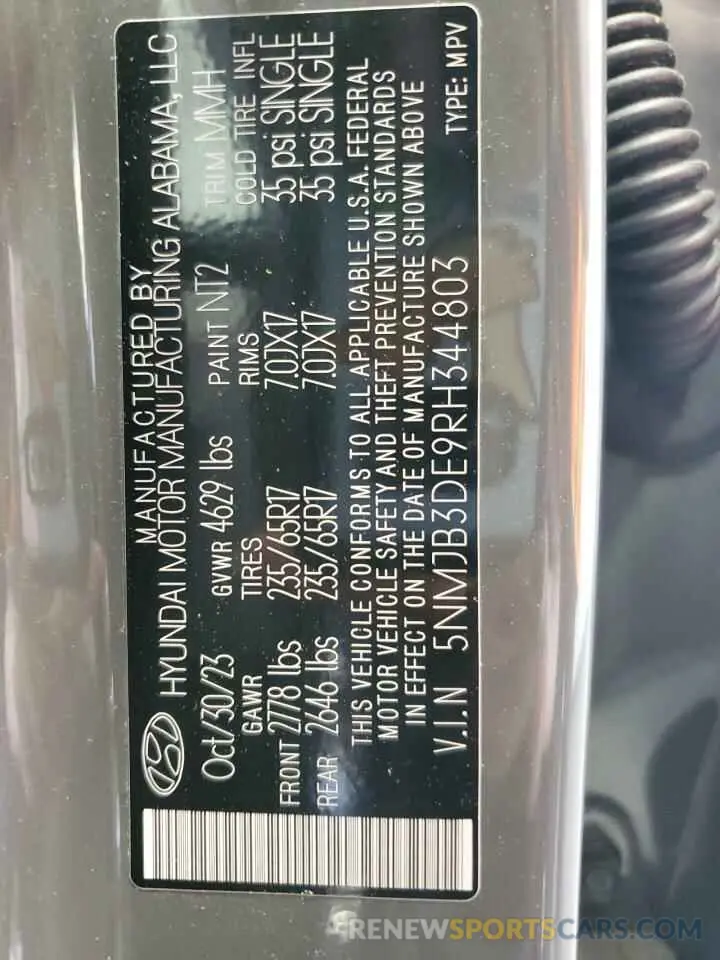 MANUFACTURED BY
HYUNDAI MOTOR MANUFACTURING ALABAMA, LLC
Oct/30/23 GVWR 4629 lbs PAINT NT2 TRIM MMH
GAWR TIRES RIMS COLD TIRE INFL
FRONT 2778 lbs 235/65R17 7.0JX17 35 psi SINGLE
REAR 2646 lbs 235/65R17 7.0JX17 35 psi SINGLE
THIS VEHICLE CONFORMS TO ALL APPLICABLE U.S.A. FEDERAL
MOTOR VEHICLE SAFETY AND THEFT PREVENTION STANDARDS
IN EFFECT ON THE DATE OF MANUFACTURE SHOWN ABOVE
V.I.N 5NMJB3DE9RH344803 TYPE: MPV
RENEWSPORTSCARS.COM